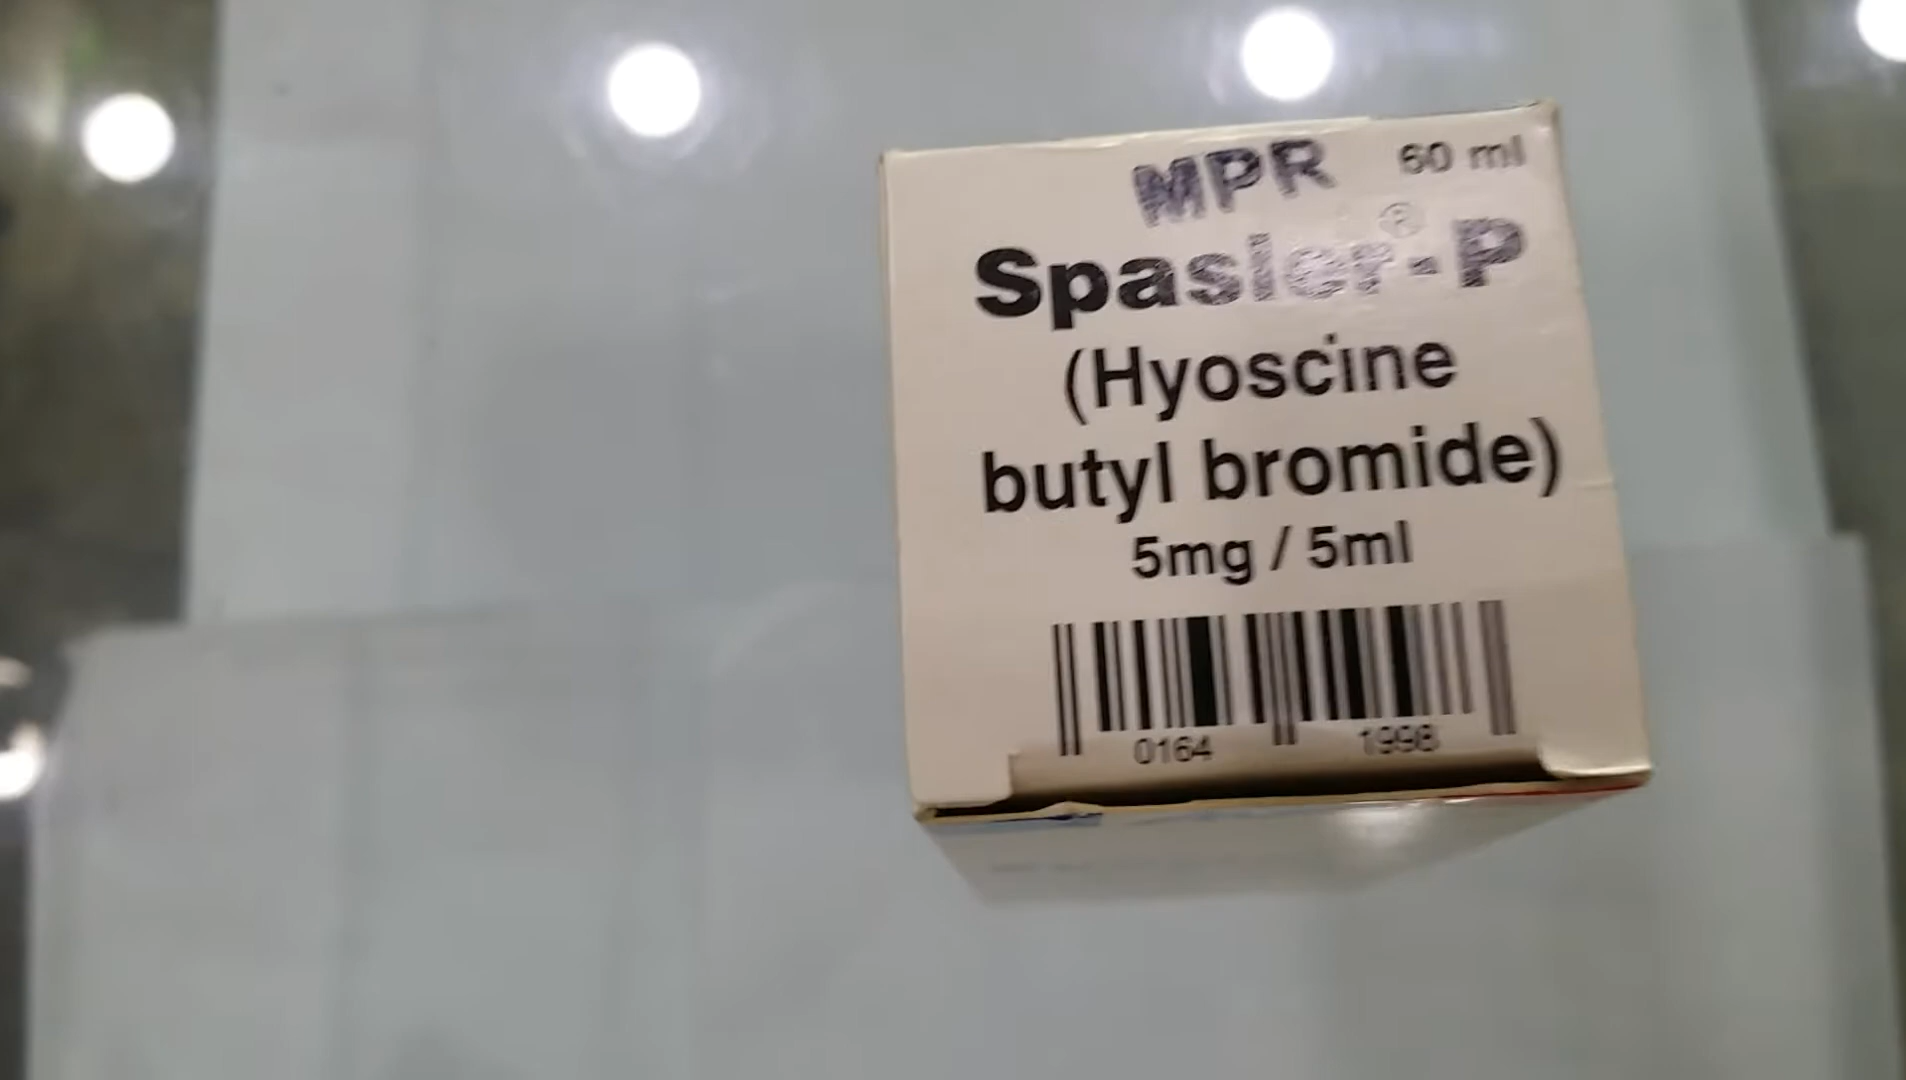 MPR 60 ml
Spasler-P
®
(Hyoscine
butyl bromide)
5mg / 5ml
0164 1998